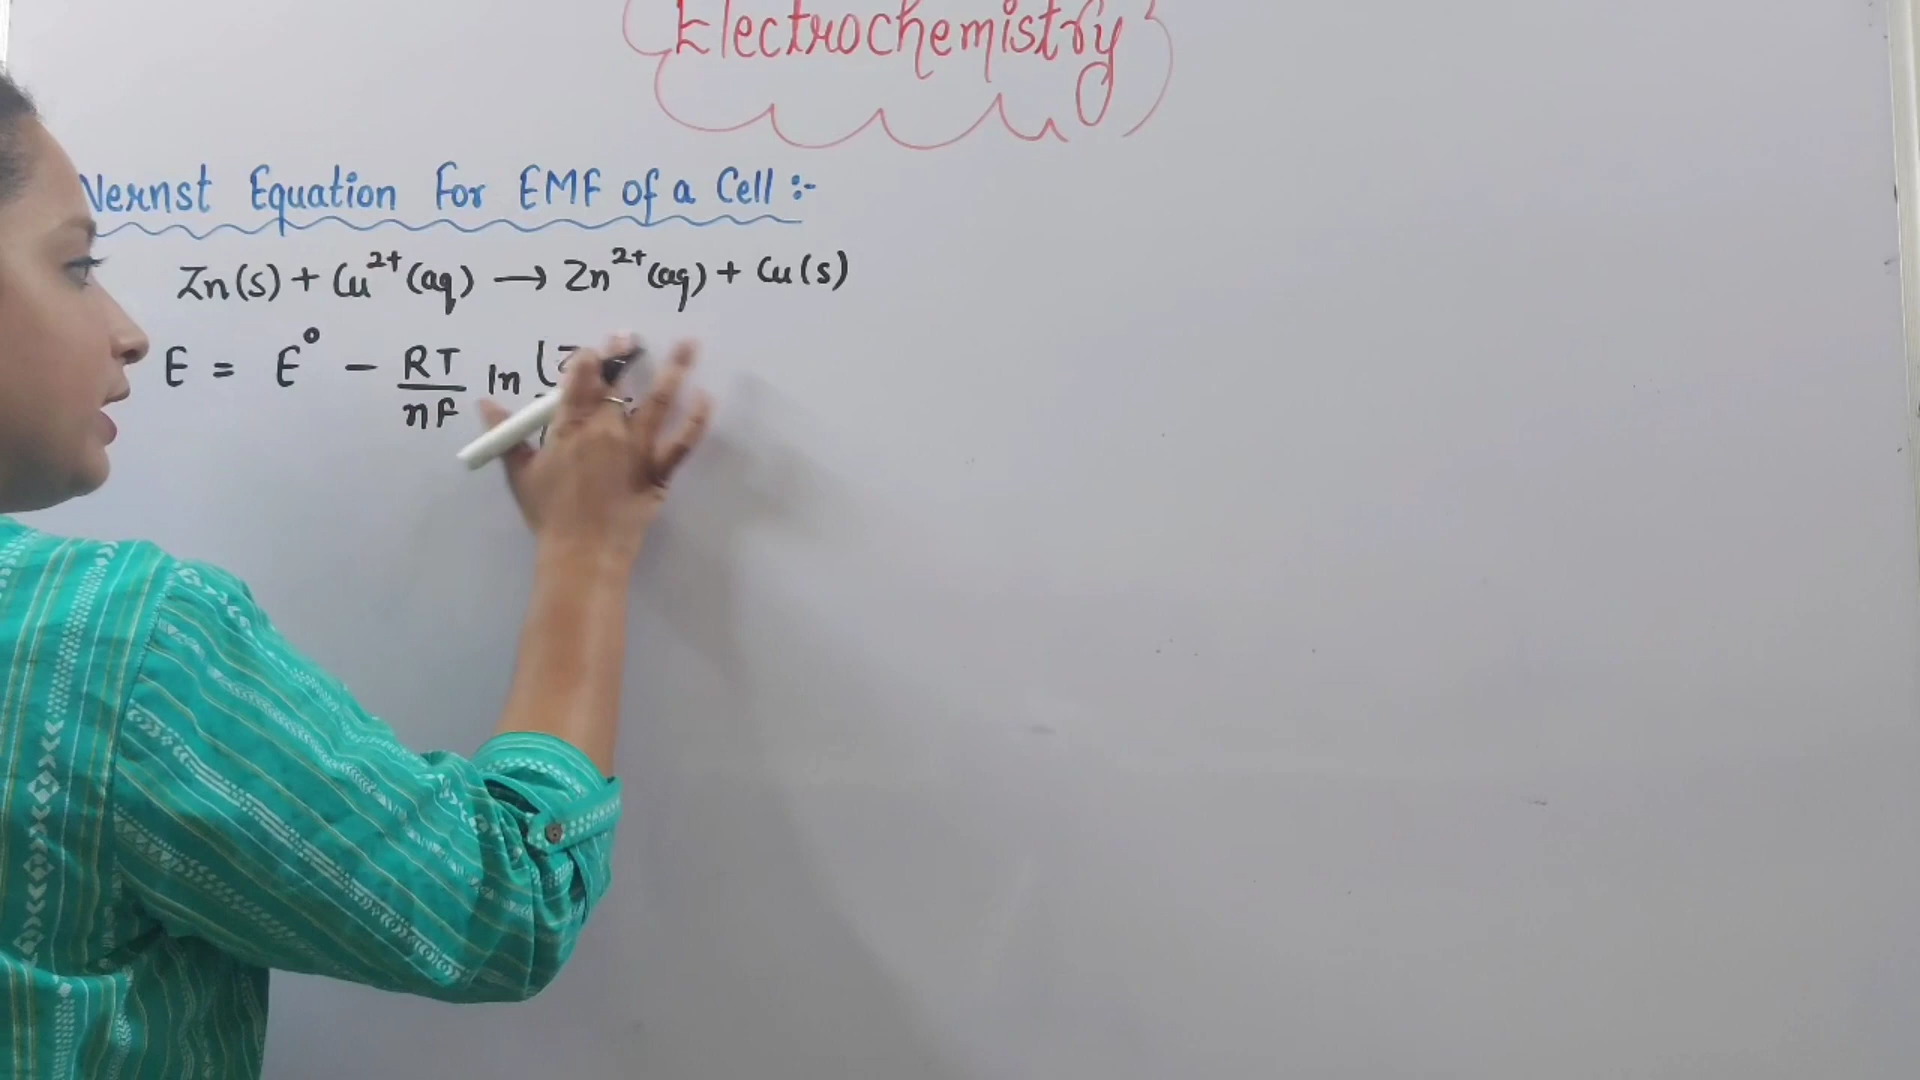 Electrochemistry
Nernst Equation For EMF of a Cell :-
Zn(s) + Cu²⁺(aq) → Zn²⁺(aq) + Cu(s)
E = E° - RT/nF ln